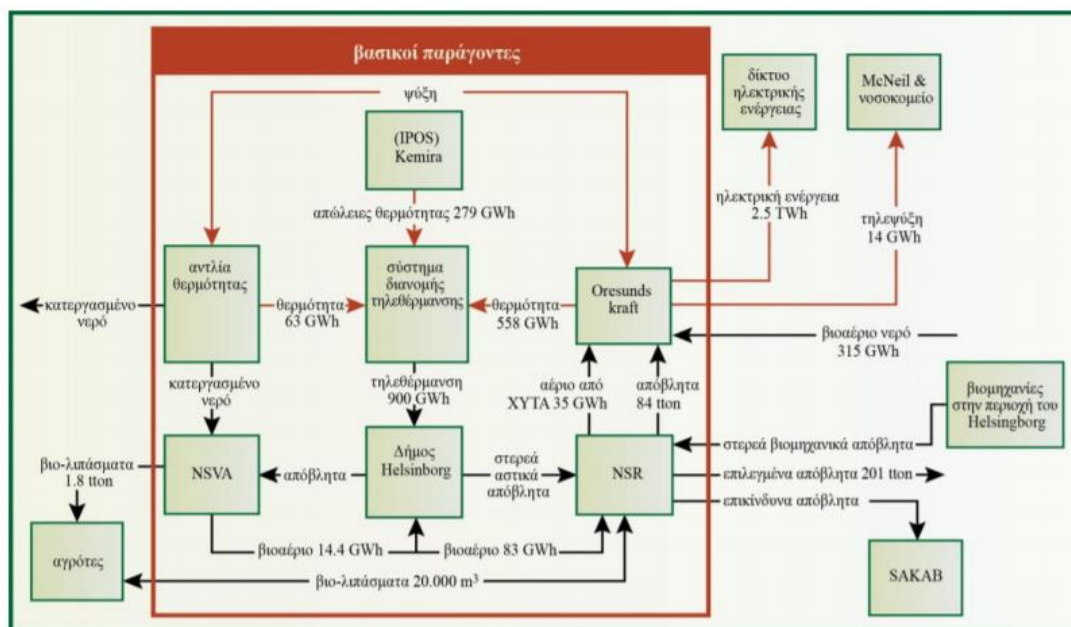 βασικοί παράγοντες
ψύξη
(IPOS)
Kemira
δίκτυο
ηλεκτρικής
ενέργειας
McNeil &
νοσοκομείο
απώλειες θερμότητας 279 GWh
ηλεκτρική ενέργεια
2.5 TWh
τηλεψύξη
14 GWh
αντλία
θερμότητας
σύστημα
διανομής
τηλεθέρμανσης
Oresunds
kraft
κατεργασμένο
νερό
θερμότητα
63 GWh
θερμότητα
558 GWh
βιοαέριο νερό
315 GWh
κατεργασμένο
νερό
τηλεθέρμανση
900 GWh
αέριο από
ΧΥΤΑ 35 GWh
απόβλητα
84 tton
βιομηχανίες
στην περιοχή του
Helsingborg
στερεά βιομηχανικά απόβλητα
βιο-λιπάσματα
1.8 tton
NSVA
απόβλητα
Δήμος
Helsinborg
στερεά
αστικά
απόβλητα
NSR
επιλεγμένα απόβλητα 201 tton
επικίνδυνα απόβλητα
αγρότες
βιοαέριο 14.4 GWh
βιοαέριο 83 GWh
βιο-λιπάσματα 20.000 m³
SAKAB